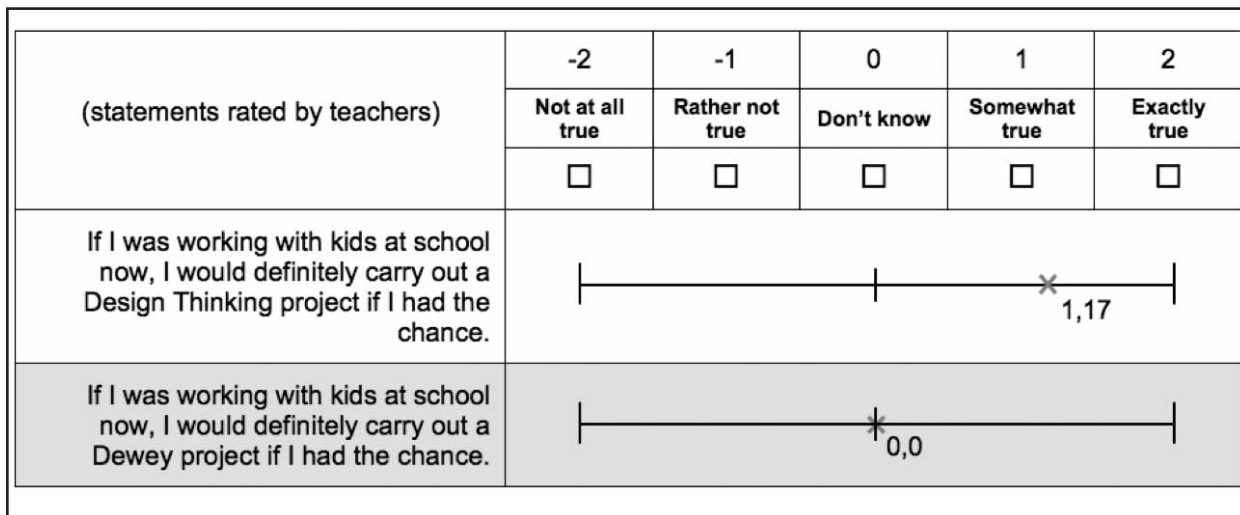 (statements rated by teachers)
-2
-1
0
1
2
Not at all
true
Rather not
true
Don't know
Somewhat
true
Exactly
true
If I was working with kids at school
now, I would definitely carry out a
Design Thinking project if I had the
chance.
1,17
If I was working with kids at school
now, I would definitely carry out a
Dewey project if I had the chance.
0,0